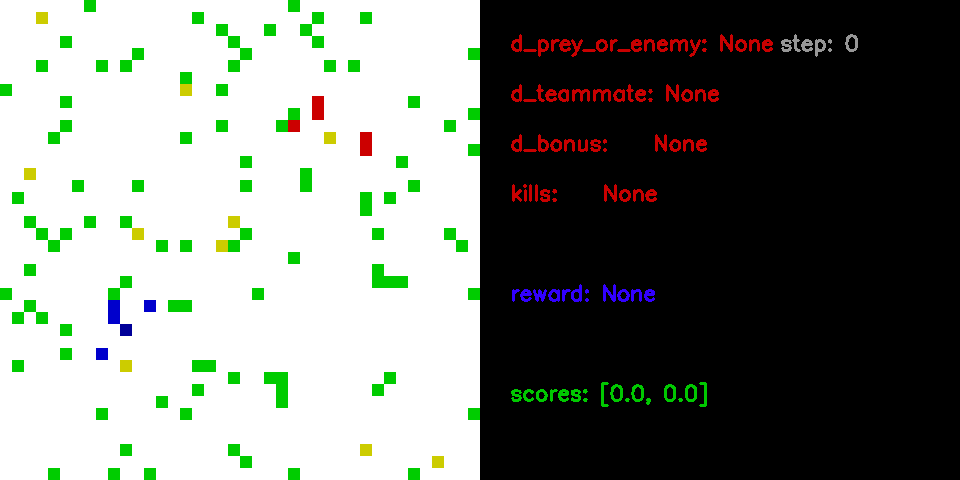 d_prey_or_enemy: None step: 0
d_teammate: None
d_bonus: None
kills: None
reward: None
scores: [0.0, 0.0]